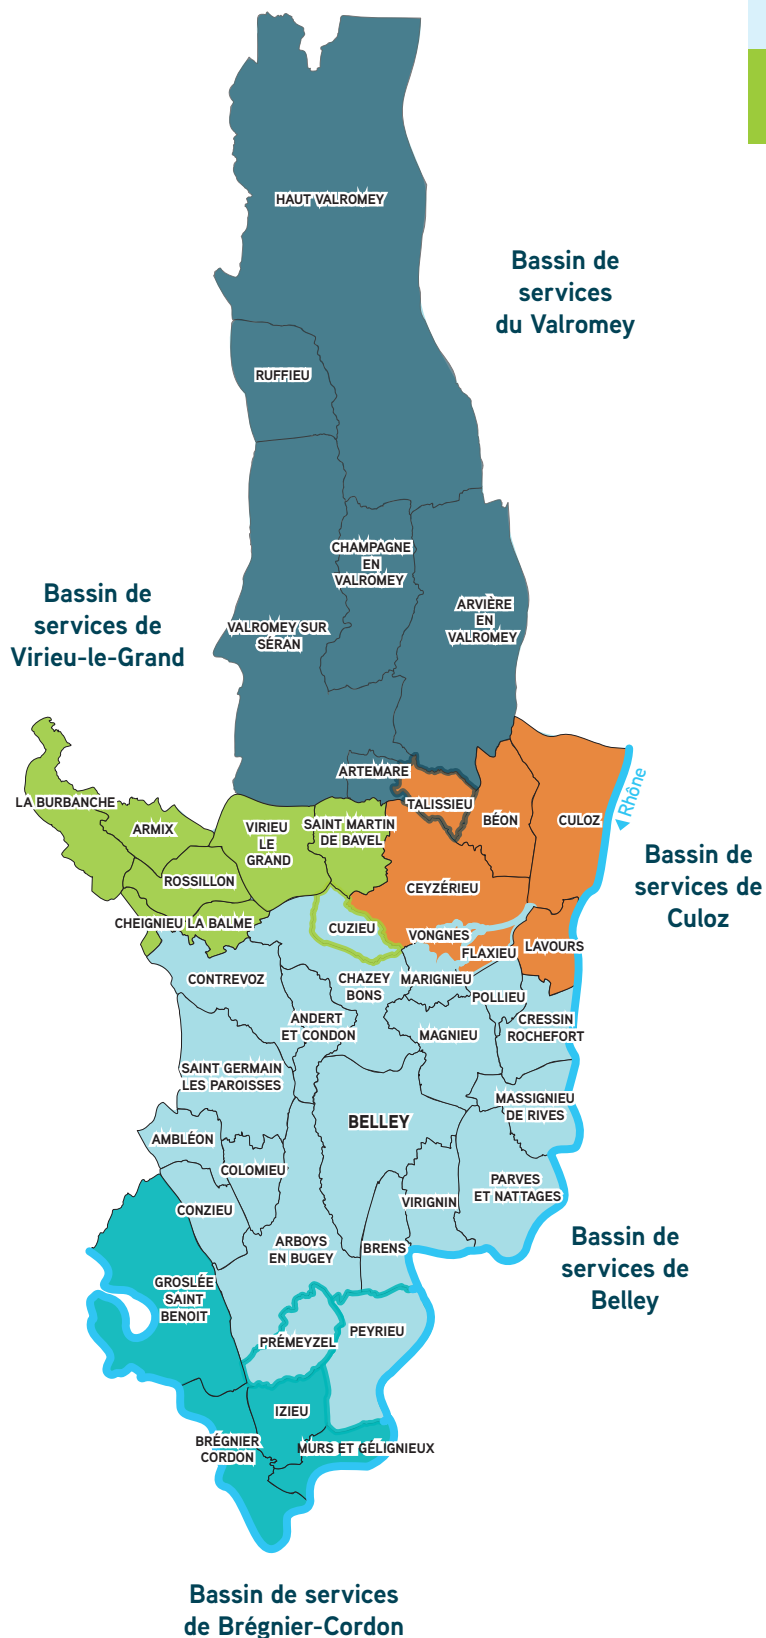 HAUT VALROMEY
Bassin de
services
du Valromey
RUFFIEU
CHAMPAGNE
EN
VALROMEY
Bassin de
services de
Virieu-le-Grand
ARVIÈRE
EN
VALROMEY
VALROMEY SUR
SÉRAN
ARTEMARE
Rhône
LA BURBANCHE
TALISSIEU
ARMIX
VIRIEU
LE
GRAND
SAINT MARTIN
DE BAVEL
BÉON
CULOZ
Bassin de
services de
Culoz
ROSSILLON
CEYZÉRIEU
CHEIGNIEU LA BALME
CUZIEU
VONGNES
FLAXIEU
LAVOURS
CONTREVOZ
CHAZEY
BONS
MARIGNIEU
POLLIEU
ANDERT
ET CONDON
MAGNIEU
CRESSIN
ROCHEFORT
SAINT GERMAIN
LES PAROISSES
MASSIGNIEU
DE RIVES
BELLEY
AMBLÉON
COLOMIEU
PARVES
ET NATTAGES
VIRIGNIN
CONZIEU
ARBOYS
EN BUGEY
BRENS
Bassin de
services de
Belley
GROSLÉE
SAINT
BENOIT
PRÉMEYZEL
PEYRIEU
IZIEU
BRÉGNIER
CORDON
MURS ET GÉLIGNIEUX
Bassin de services
de Brégnier-Cordon